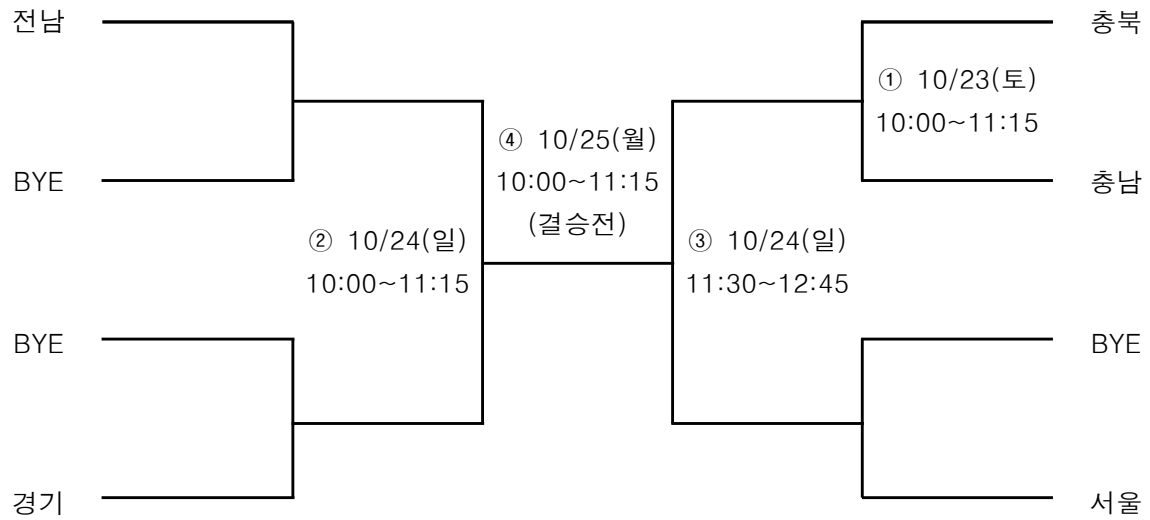 전남
충북
① 10/23(토)
10:00~11:15
④ 10/25(월)
10:00~11:15
(결승전)
BYE
충남
② 10/24(일)
10:00~11:15
③ 10/24(일)
11:30~12:45
BYE
BYE
경기
서울